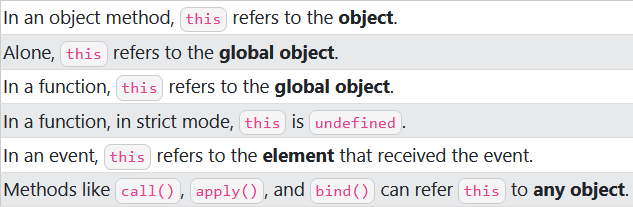 In an object method, this refers to the object.
Alone, this refers to the global object.
In a function, this refers to the global object.
In a function, in strict mode, this is undefined.
In an event, this refers to the element that received the event.
Methods like call(), apply(), and bind() can refer this to any object.